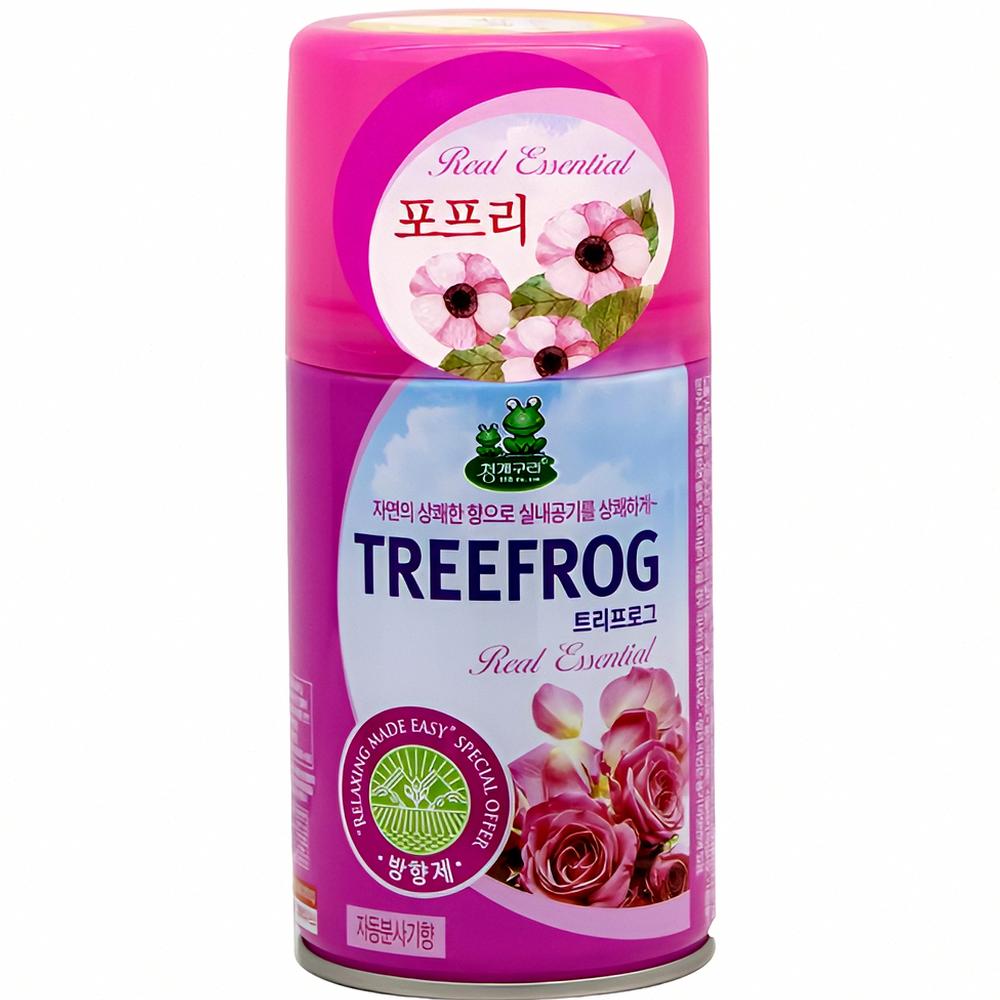 Real Essential
포프리
청개구리
자연의 상쾌한 향으로 실내공기를 상쾌하게~
TREEFROG
트리프로그
Real Essential
"RELAXING MADE EASY" SPECIAL OFFER
· 방향제 ·
자동분사기향